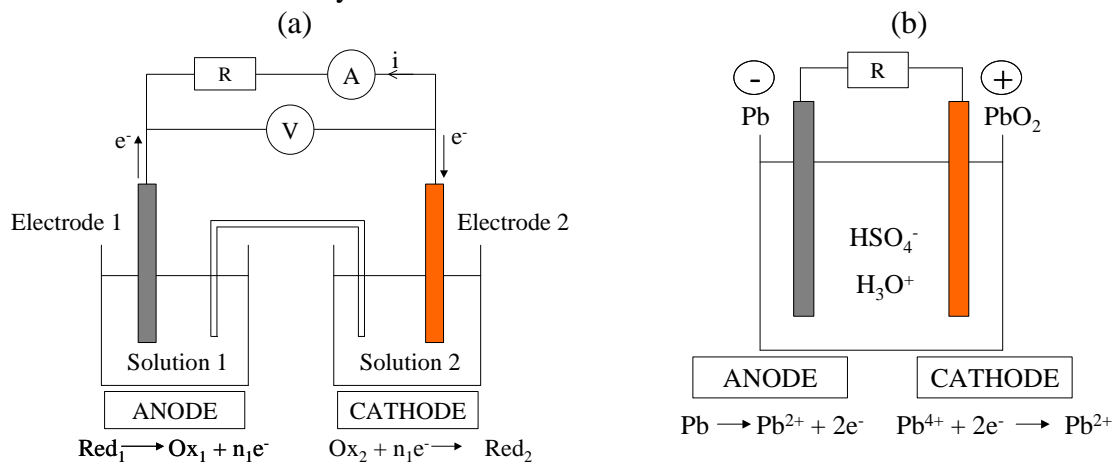 (a)
R
A
i
V
e-
e-
Electrode 1
Electrode 2
Solution 1
Solution 2
ANODE
CATHODE
Red₁ → Ox₁ + n₁e-
Ox₂ + n₁e- → Red₂
(b)
-
R
+
Pb
PbO₂
HSO₄-
H₃O+
ANODE
CATHODE
Pb → Pb2+ + 2e-
Pb4+ + 2e- → Pb2+